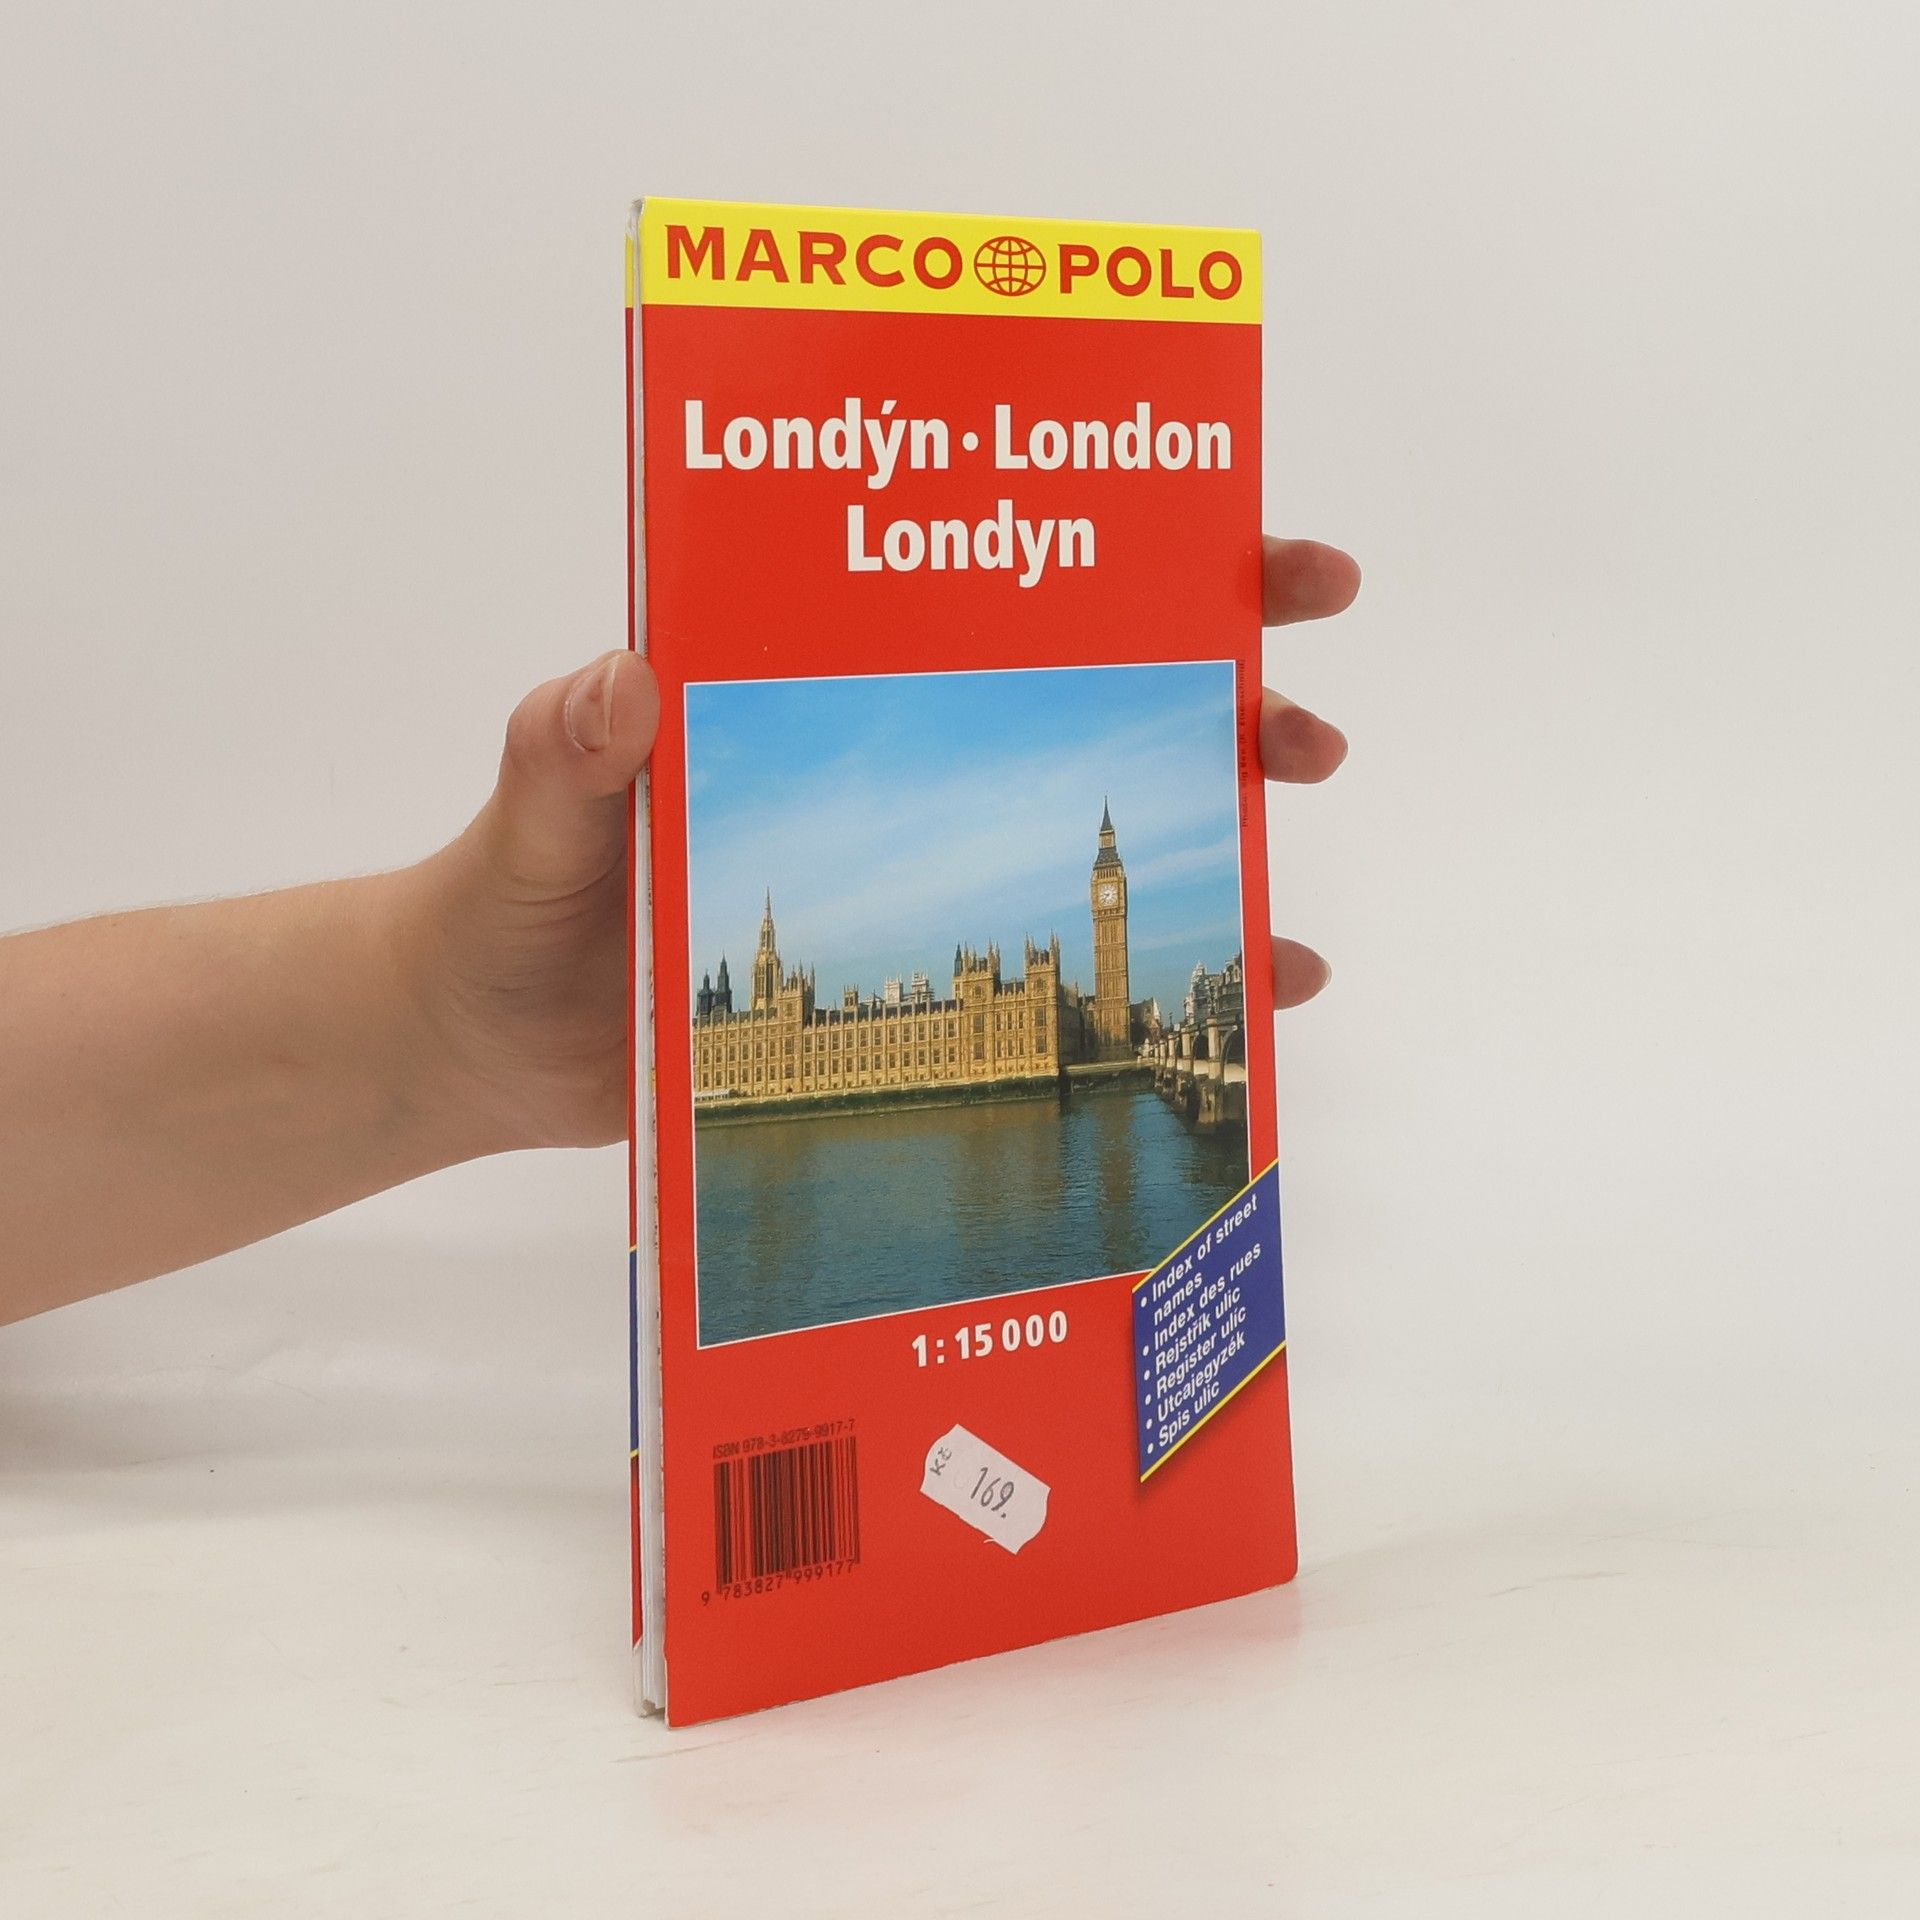 MARCO POLO
Londýn • London
Londyn
1 : 15 000
• Index of street
names
• Index des rues
• Rejstřík ulic
• Register ulíc
• Utcajegyzék
• Spis ulic
ISBN 978-3-8279-9917-7
9 783827 999177
Kč 169.